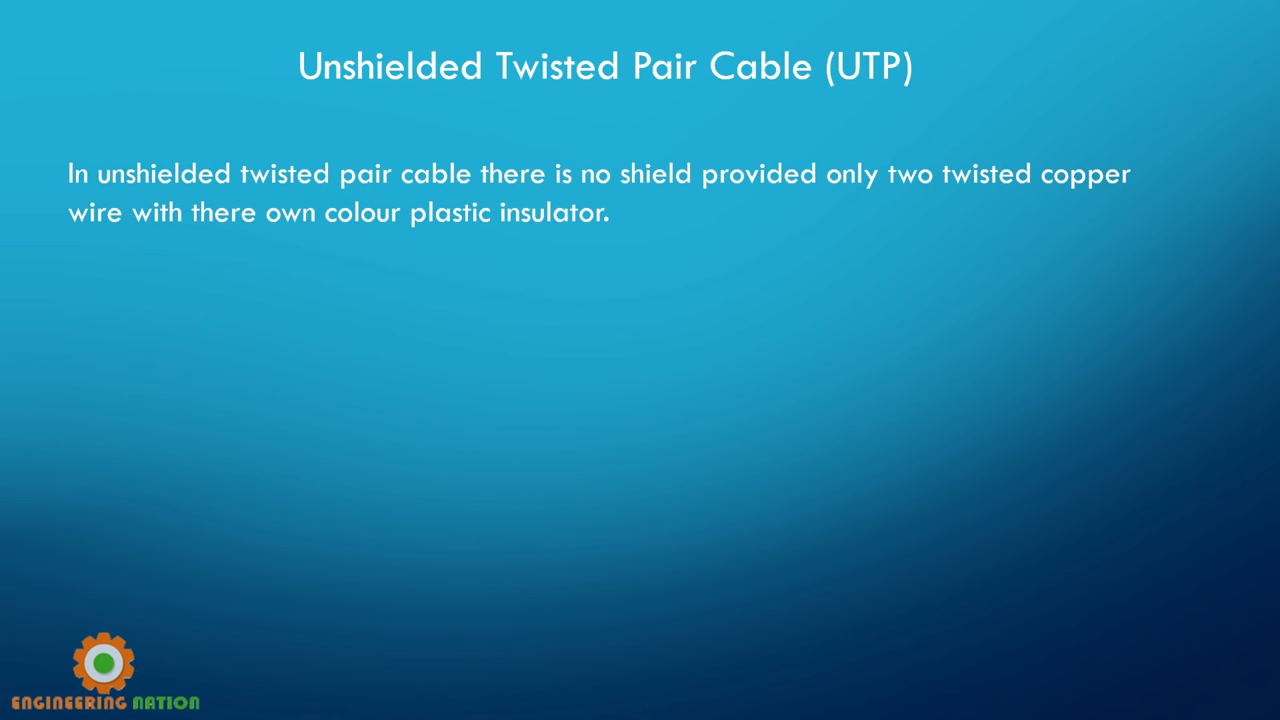 Unshielded Twisted Pair Cable (UTP)
In unshielded twisted pair cable there is no shield provided only two twisted copper
wire with there own colour plastic insulator.
ENGINEERING NATION